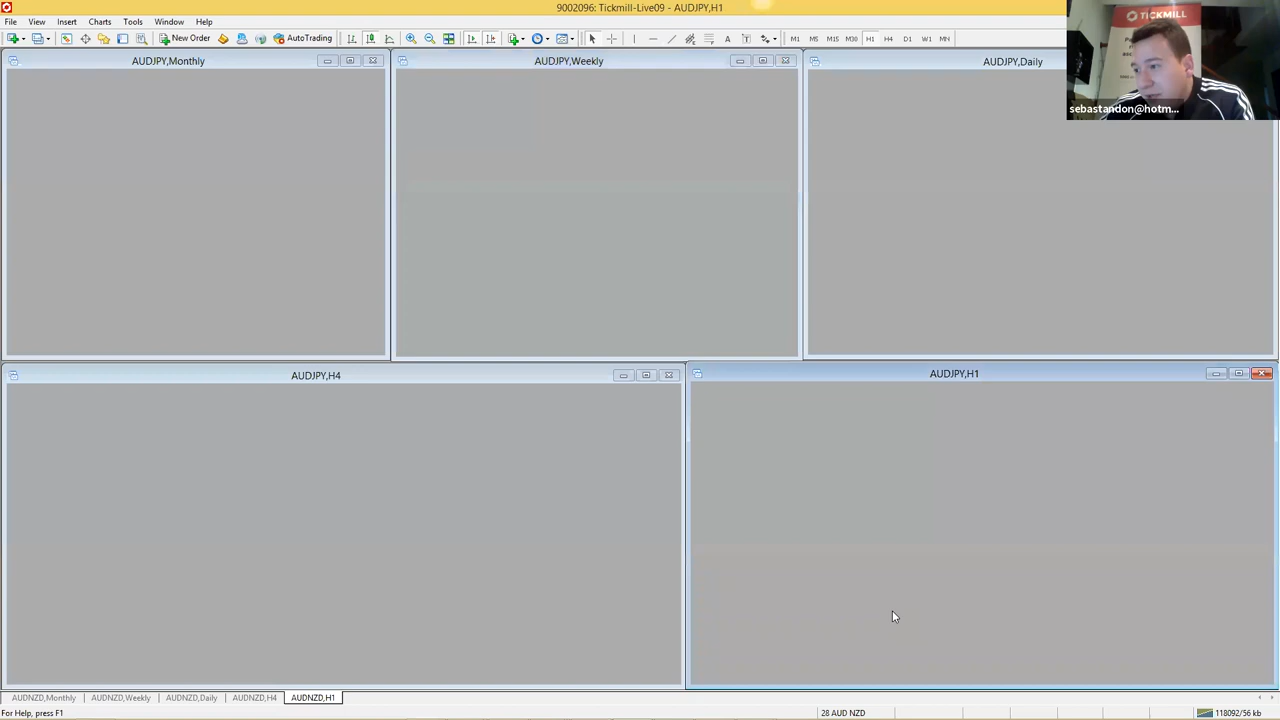 9002096: Tickmill-Live09 - AUDJPY,H1
File View Insert Charts Tools Window Help
New Order AutoTrading M1 M5 M15 M30 H1 H4 D1 W1 MN
TICKMILL
sebastandon@hotm...
AUDJPY,Monthly
AUDJPY,Weekly
AUDJPY,Daily
AUDJPY,H4
AUDJPY,H1
AUDNZD,Monthly AUDNZD,Weekly AUDNZD,Daily AUDNZD,H4 AUDNZD,H1
For Help, press F1
28 AUD NZD
118092/56 kb